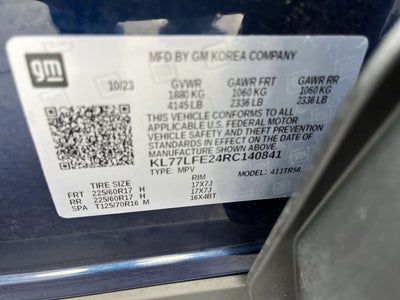 gm
MFD BY GM KOREA COMPANY
10/23 GVWR GAWR FRT GAWR RR
1880 KG 1060 KG 1060 KG
4145 LB 2336 LB 2336 LB
THIS VEHICLE CONFORMS TO ALL
APPLICABLE U.S. FEDERAL MOTOR
VEHICLE SAFETY AND BUMPER
STANDARDS IN EFFECT ON THE DATE OF
MANUFACTURE SHOWN ABOVE.
KL77LFE24RC140841
TYPE: MPV MODEL: 411TR58
TIRE SIZE RIM
FRT 225/60R17 H 17X7J
RR 225/60R17 H 17X7J
SPA T125/70R16 M 16X4BT